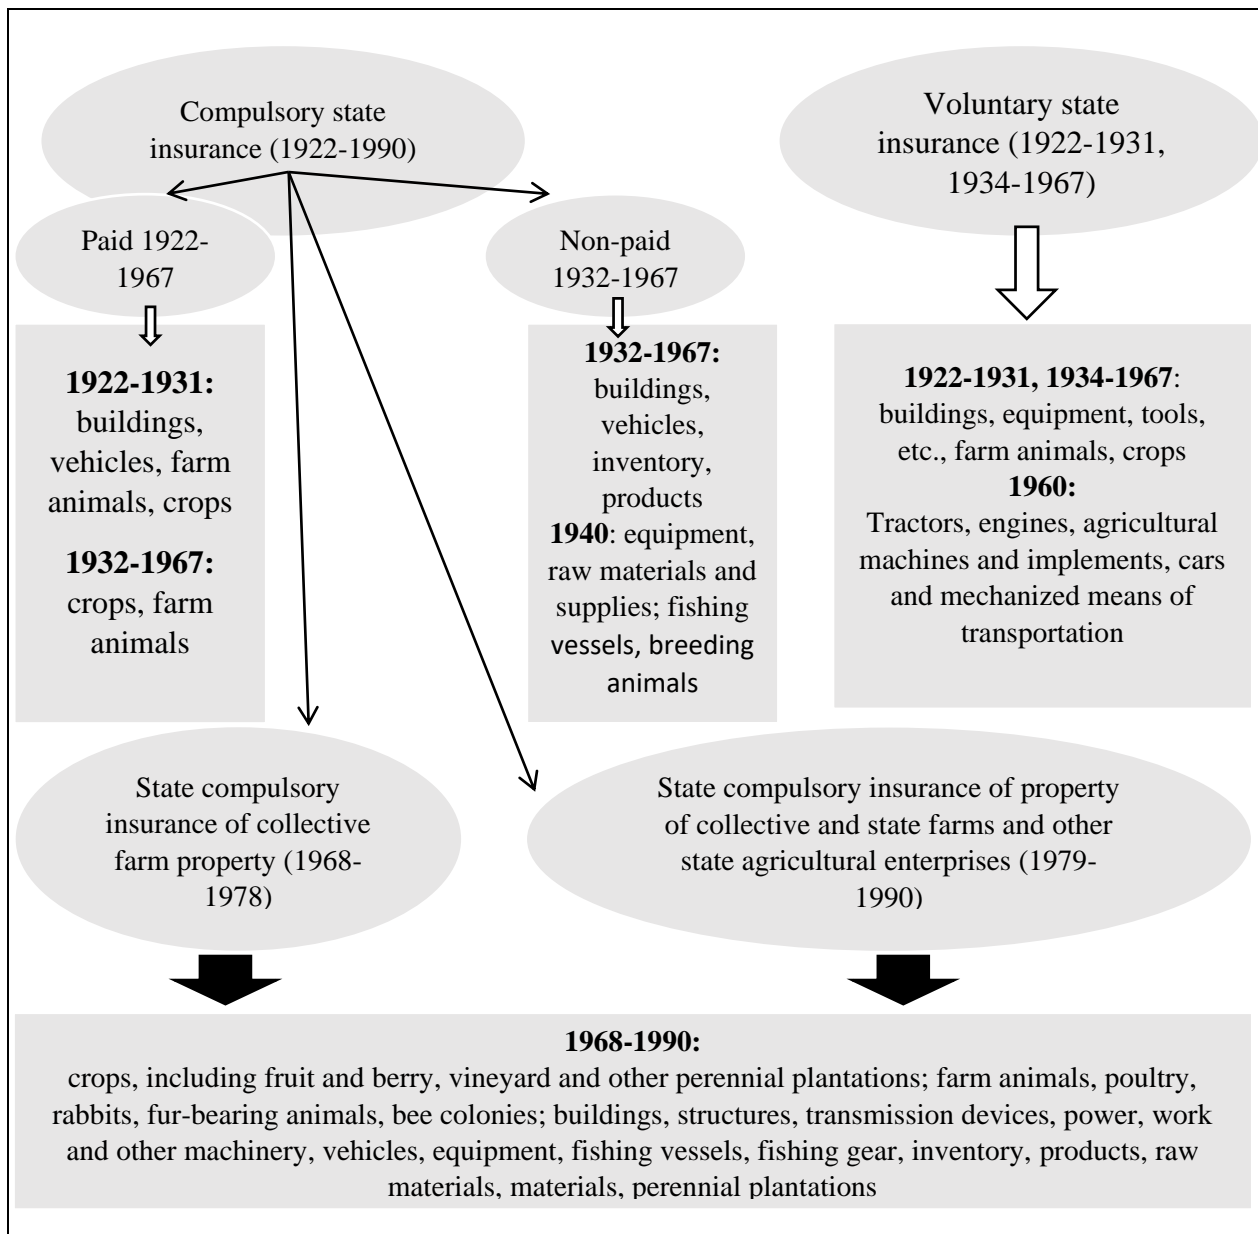 Compulsory state
insurance (1922-1990)
Voluntary state
insurance (1922-1931,
1934-1967)
Paid 1922-
1967
Non-paid
1932-1967
1922-1931:
buildings,
vehicles, farm
animals, crops
1932-1967:
crops, farm
animals
1932-1967:
buildings,
vehicles,
inventory,
products
1940: equipment,
raw materials and
supplies; fishing
vessels, breeding
animals
1922-1931, 1934-1967:
buildings, equipment, tools,
etc., farm animals, crops
1960:
Tractors, engines, agricultural
machines and implements, cars
and mechanized means of
transportation
State compulsory
insurance of collective
farm property (1968-
1978)
State compulsory insurance of property
of collective and state farms and other
state agricultural enterprises (1979-
1990)
1968-1990:
crops, including fruit and berry, vineyard and other perennial plantations; farm animals, poultry,
rabbits, fur-bearing animals, bee colonies; buildings, structures, transmission devices, power, work
and other machinery, vehicles, equipment, fishing vessels, fishing gear, inventory, products, raw
materials, materials, perennial plantations